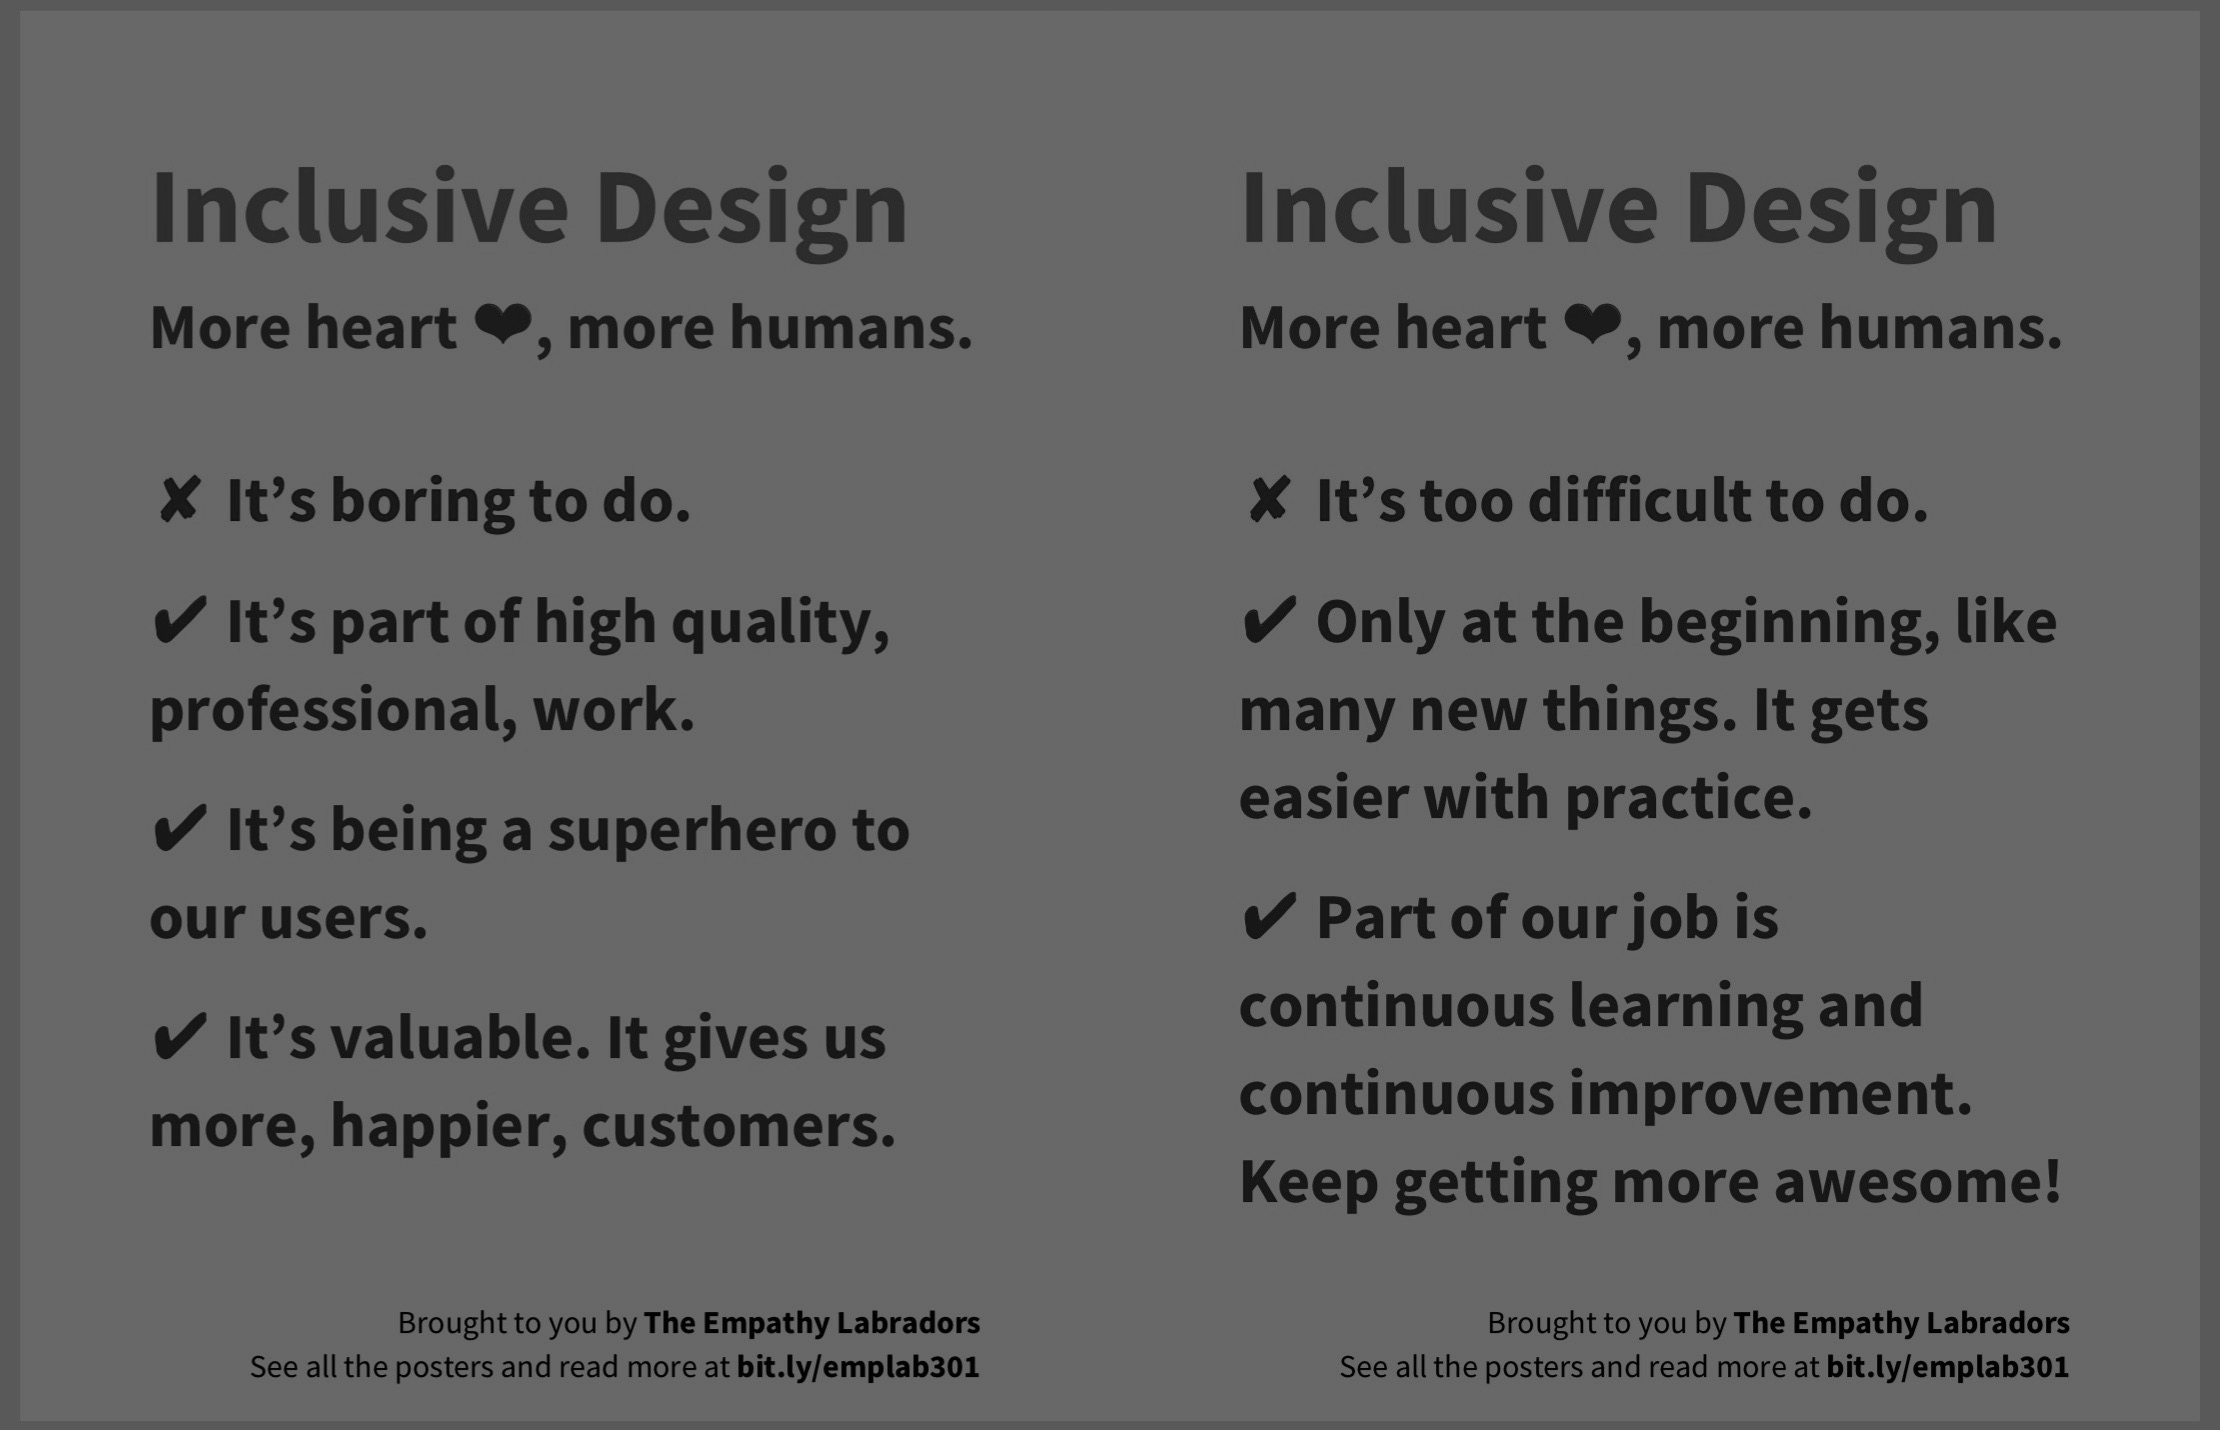 Inclusive Design
More heart ❤, more humans.
✘ It’s boring to do.
✔ It’s part of high quality,
professional, work.
✔ It’s being a superhero to
our users.
✔ It’s valuable. It gives us
more, happier, customers.
Brought to you by The Empathy Labradors
See all the posters and read more at bit.ly/emplab301
Inclusive Design
More heart ❤, more humans.
✘ It’s too difficult to do.
✔ Only at the beginning, like
many new things. It gets
easier with practice.
✔ Part of our job is
continuous learning and
continuous improvement.
Keep getting more awesome!
Brought to you by The Empathy Labradors
See all the posters and read more at bit.ly/emplab301